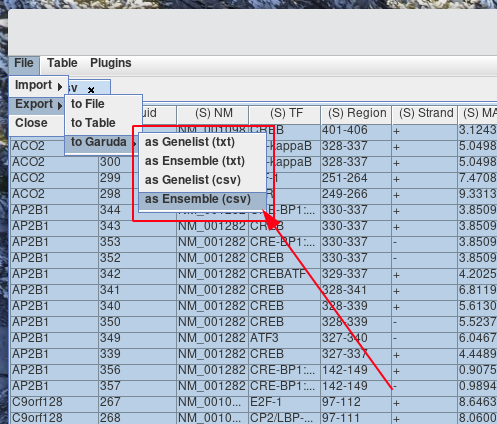 File Table Plugins
Import
sv x
Export
to File
Close
to Table
to Garuda
as Genelist (txt)
as Ensemble (txt)
as Genelist (csv)
as Ensemble (csv)
uid (S) NM (S) TF (S) Region (S) Strand (S) MA
NM_001098 CREB 401-406 + 3.1243
ACO2 -kappaB 328-337 + 5.0498
ACO2 300 -kappaB 328-337 + 5.0498
ACO2 299 -1 251-264 + 7.4708
ACO2 298 R 249-266 + 9.3313
AP2B1 344 RE-BP1:... 330-337 + 3.8509
AP2B1 343 NM_001282 CREB 330-337 + 3.8509
AP2B1 353 NM_001282 CRE-BP1:... 330-337 - 3.8509
AP2B1 352 NM_001282 CREB 330-337 - 3.8509
AP2B1 342 NM_001282 CREBATF 329-337 + 4.2025
AP2B1 341 NM_001282 CREB 328-341 + 6.8119
AP2B1 340 NM_001282 CREB 328-339 + 5.6130
AP2B1 350 NM_001282 CREB 328-339 - 5.5237
AP2B1 349 NM_001282 ATF3 327-340 - 6.0467
AP2B1 339 NM_001282 CREB 327-337 + 4.4489
AP2B1 356 NM_001282 CRE-BP1:... 142-149 + 0.9075
AP2B1 357 NM_001282 CRE-BP1:... 142-149 - 0.9894
C9orf128 267 NM_0010... E2F-1 97-112 + 8.6463
C9orf128 268 NM_0010... CP2/LBP-... 97-111 + 8.0600